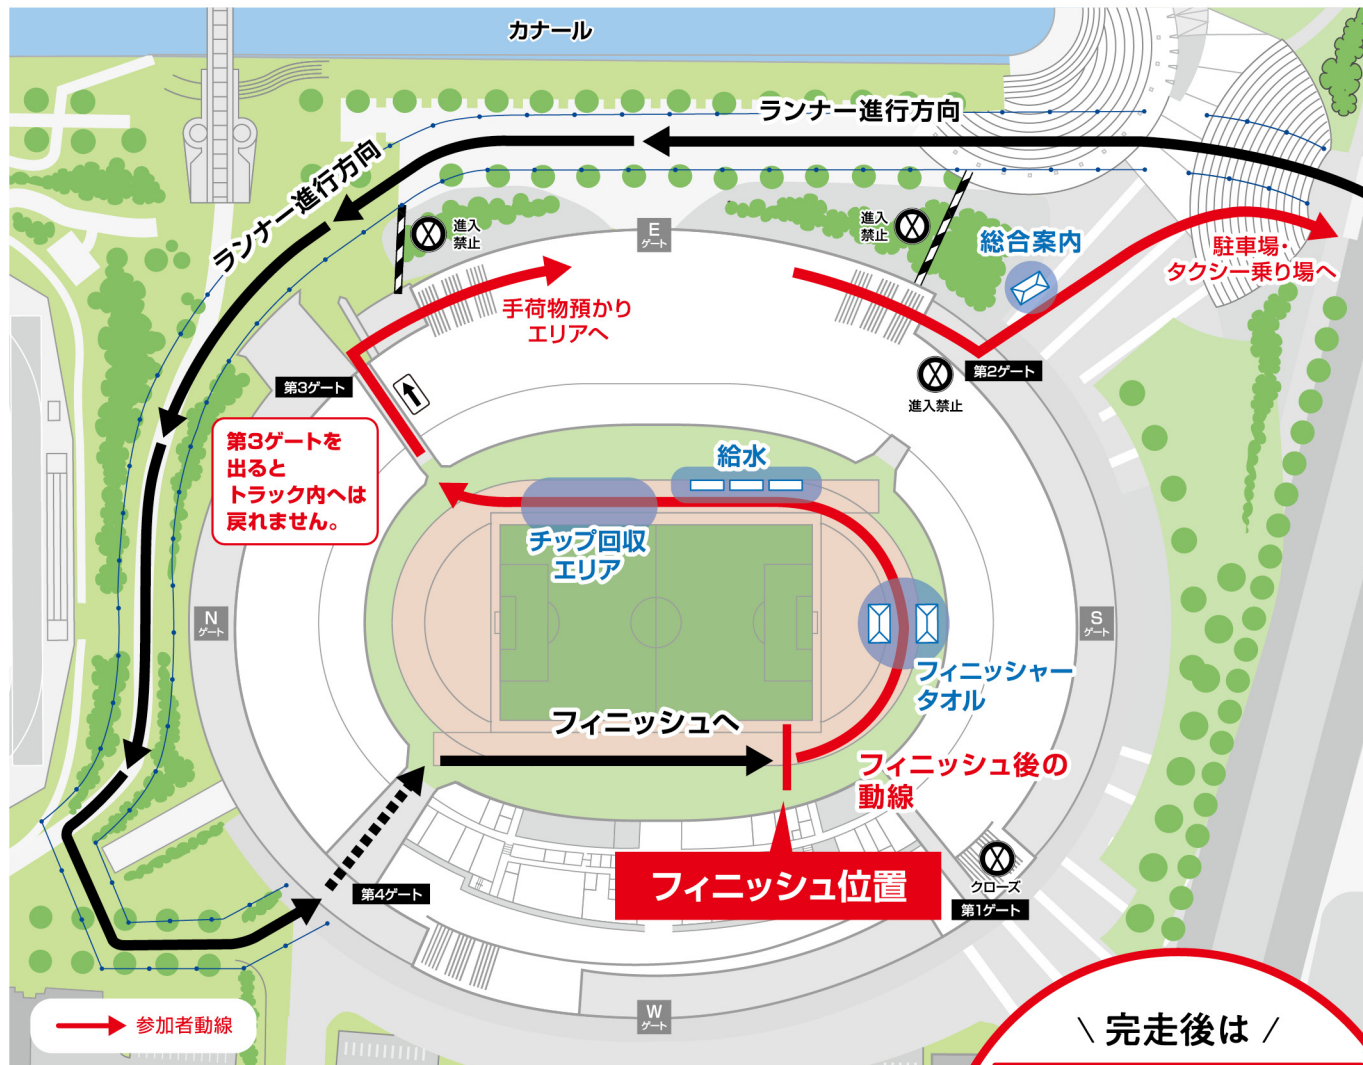 カナール
ランナー進行方向
ランナー進行方向
進入
禁止
E
ゲート
進入
禁止
総合案内
駐車場・
タクシー乗り場へ
手荷物預かり
エリアへ
第3ゲート
第2ゲート
進入禁止
第3ゲートを
出ると
トラック内へは
戻れません。
給水
チップ回収
エリア
N
ゲート
S
ゲート
フィニッシャー
タオル
フィニッシュへ
フィニッシュ後の
動線
フィニッシュ位置
第4ゲート
クローズ
第1ゲート
W
ゲート
参加者動線
\ 完走後は /